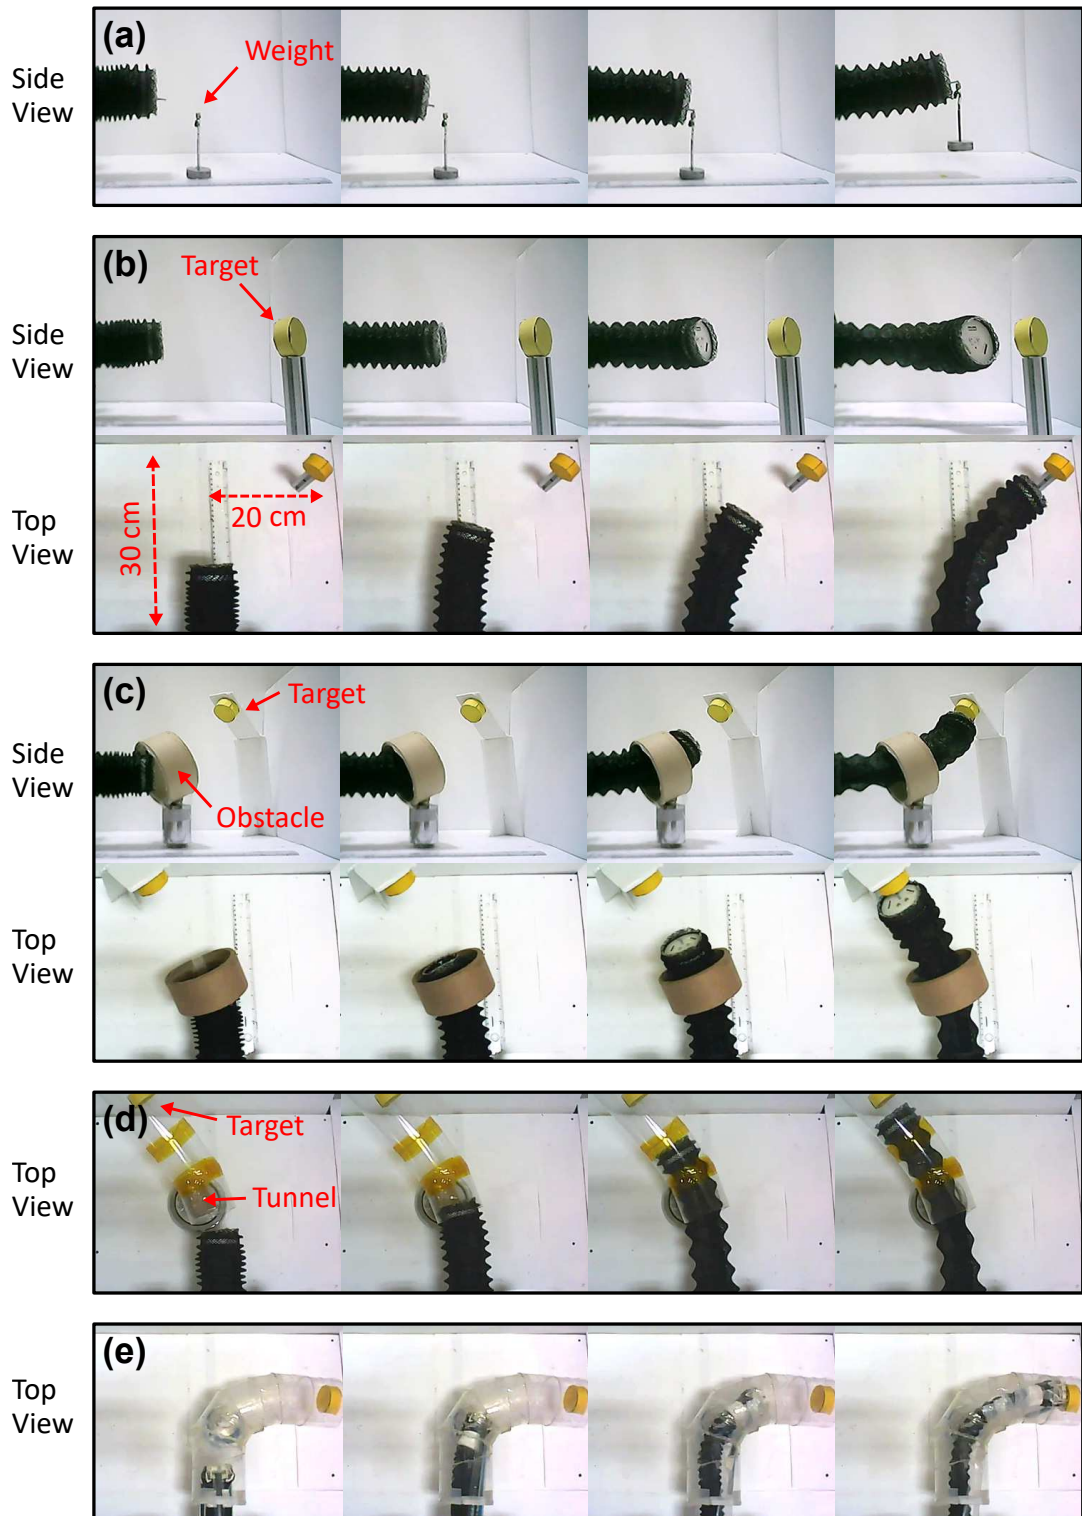 (a)
Weight
Side
View
(b)
Target
Side
View
30 cm
20 cm
Top
View
(c)
Target
Side
View
Obstacle
Top
View
(d)
Target
Top
View
Tunnel
(e)
Top
View